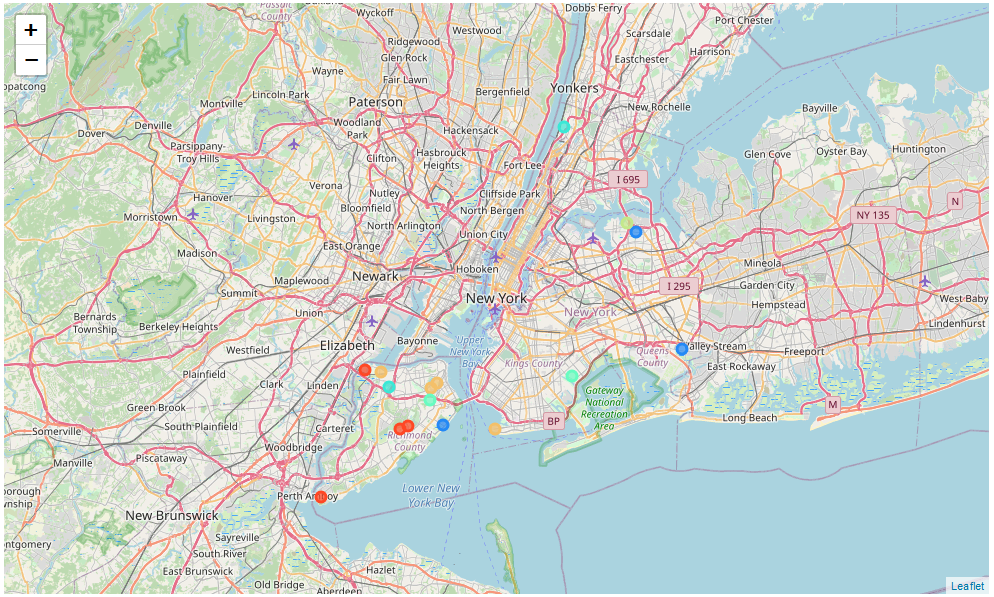 Passaic
County
Wyckoff
Dobbs Ferry
+
Westwood
Port Chester
Scarsdale
Ridgewood
−
Glen Rock
Harrison
Eastchester
Wayne
Fair Lawn
opatcong
Lincoln Park
Bergenfield
Yonkers
Montville
Paterson
New Rochelle
Bayville
Woodland
Park
Denville
Dover
Hackensack
Parsippany-
Troy Hills
Clifton
Hasbrouck
Heights
Fort Lee
Glen Cove
Oyster Bay
Huntington
I 695
Verona
Nutley
Cliffside Park
Hanover
Bloomfield
North Bergen
N
Morristown
Livingston
North Arlington
NY 135
Union City
East Orange
Madison
Mineola
Newark
Hoboken
Maplewood
Garden City
I 295
Summit
New York
Hempstead
West Baby
Union
New York
Bernards
Township
Berkeley Heights
Lindenhurst
Elizabeth
Bayonne
Upper
New York
Bay
Westfield
Queens
County
Valley Stream
Freeport
Kings County
East Rockaway
Plainfield
Clark
Linden
Gateway
National
Recreation
Area
M
Green Brook
Long Beach
BP
South Plainfield
Carteret
Somerville
Richmond
County
Woodbridge
Piscataway
Manville
Lower New
York Bay
orough
wnship
Perth Amboy
New Brunswick
Sayreville
ntgomery
South River
East Brunswick
Hazlet
Old Bridge
Aberdeen
Leaflet